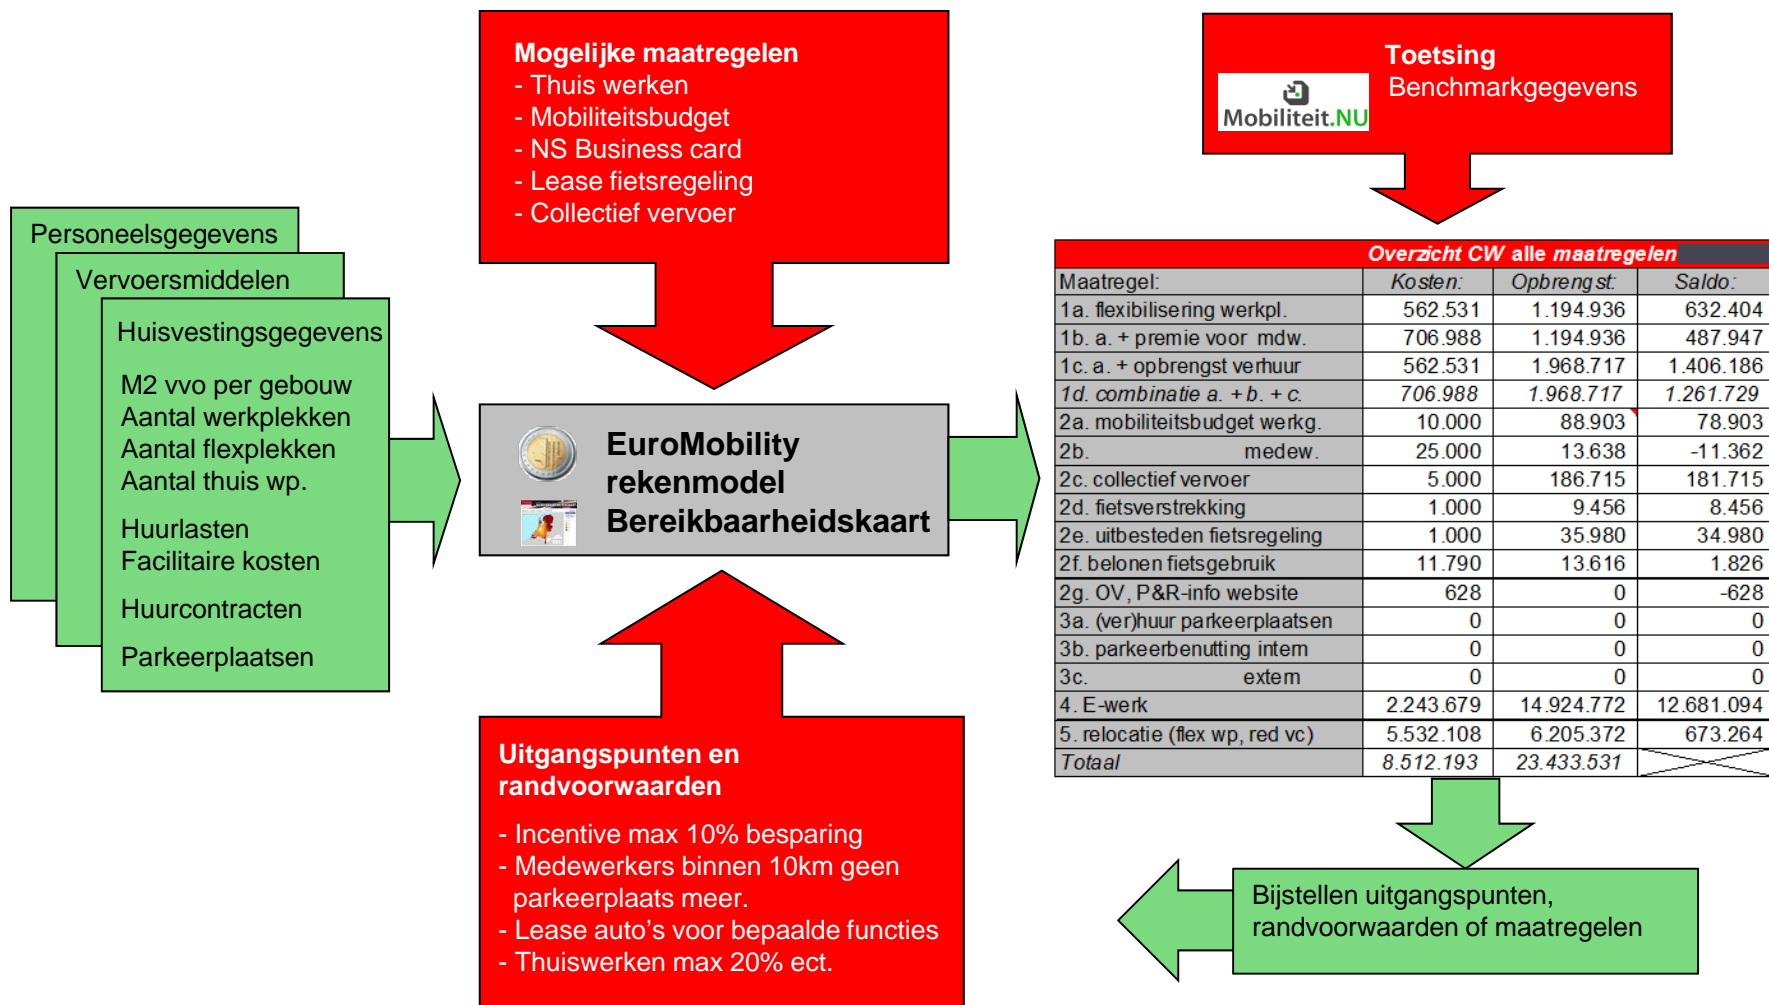 Mogelijke maatregelen
- Thuis werken
- Mobiliteitsbudget
- NS Business card
- Lease fietsregeling
- Collectief vervoer
Toetsing
Benchmarkgegevens
Mobiliteit.NU
Personeelsgegevens
Vervoersmiddelen
Huisvestingsgegevens
M2 vvo per gebouw
Aantal werkplekken
Aantal flexplekken
Aantal thuis wp.
Huurlasten
Facilitaire kosten
Huurcontracten
Parkeerplaatsen
EuroMobility
rekenmodel
Bereikbaarheidskaart
Uitgangspunten en
randvoorwaarden
- Incentive max 10% besparing
- Medewerkers binnen 10km geen
parkeerplaats meer.
- Lease auto's voor bepaalde functies
- Thuiswerken max 20% ect.
Overzicht CW alle maatregelen
Maatregel: Kosten: Opbrengst: Saldo:
1a. flexibilisering werkpl. 562.531 1.194.936 632.404
1b. a. + premie voor mdw. 706.988 1.194.936 487.947
1c. a. + opbrengst verhuur 562.531 1.968.717 1.406.186
1d. combinatie a. + b. + c. 706.988 1.968.717 1.261.729
2a. mobiliteitsbudget werkg. 10.000 88.903 78.903
2b. medew. 25.000 13.638 -11.362
2c. collectief vervoer 5.000 186.715 181.715
2d. fietsverstrekking 1.000 9.456 8.456
2e. uitbesteden fietsregeling 1.000 35.980 34.980
2f. belonen fietsgebruik 11.790 13.616 1.826
2g. OV, P&R-info website 628 0 -628
3a. (ver)huur parkeerplaatsen 0 0 0
3b. parkeerbenutting intern 0 0 0
3c. extern 0 0 0
4. E-werk 2.243.679 14.924.772 12.681.094
5. relocatie (flex wp, red vc) 5.532.108 6.205.372 673.264
Totaal 8.512.193 23.433.531
Bijstellen uitgangspunten,
randvoorwaarden of maatregelen